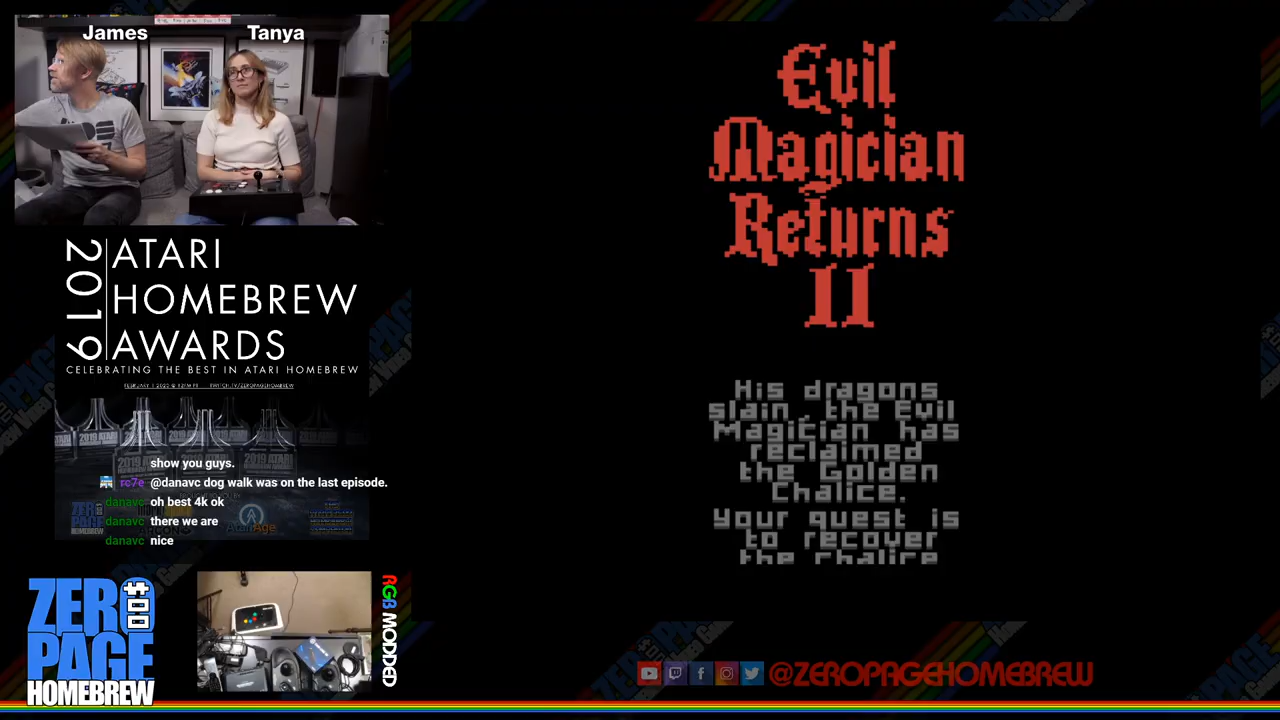 James
Tanya
Evil
Magician
Returns
II
2019
ATARI
HOMEBREW
AWARDS
CELEBRATING THE BEST IN ATARI HOMEBREW
His dragons
slain, the Evil
Magician has
reclaimed
the Golden
Chalice.
Your quest is
to recover
the chalice
show you guys.
rc7e @danavc dog walk was on the last episode.
danavc oh best 4k ok
danavc there we are
danavc nice
AtariAge
ZERO
PAGE
HOMEBREW
RGB MODDED
@ZEROPAGEHOMEBREW